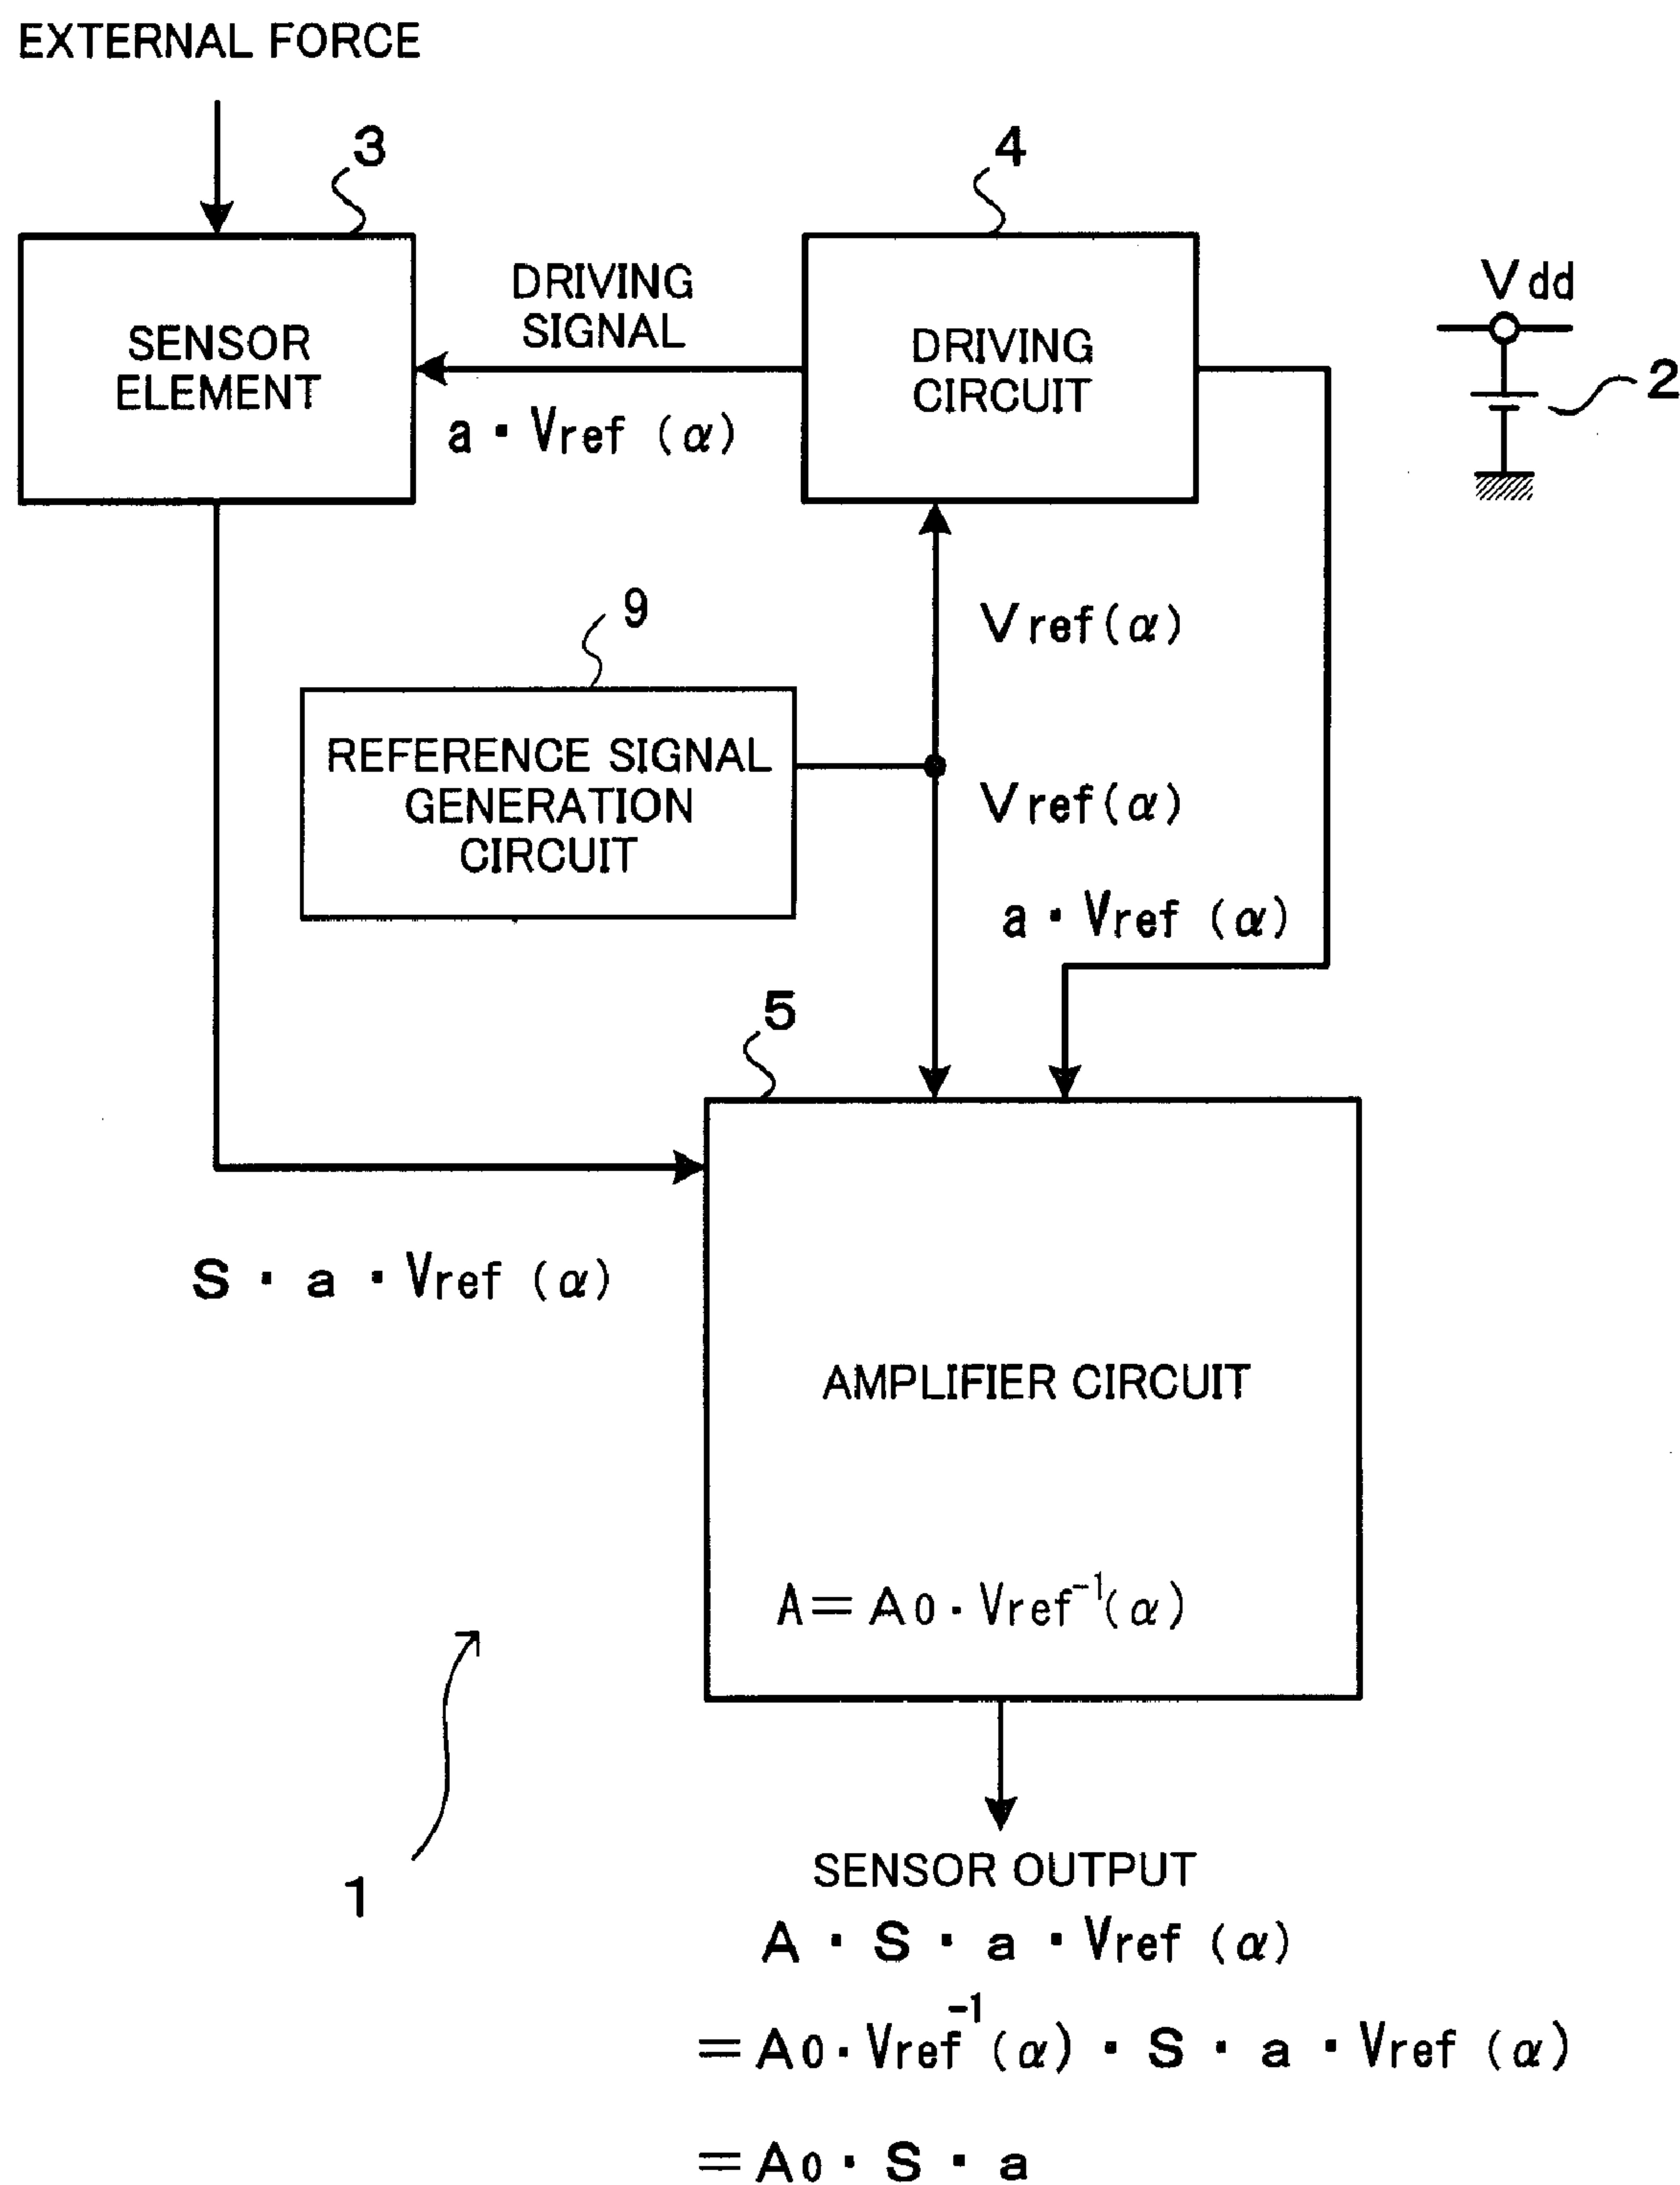 EXTERNAL FORCE
3
4
SENSOR
ELEMENT
DRIVING
SIGNAL
a · Vref (α)
DRIVING
CIRCUIT
Vdd
2
Vref(α)
9
REFERENCE SIGNAL
GENERATION
CIRCUIT
Vref(α)
a · Vref (α)
5
S · a · Vref (α)
AMPLIFIER CIRCUIT
A = A0 · Vref⁻¹(α)
1
SENSOR OUTPUT
A · S · a · Vref (α)
= A0 · Vref⁻¹(α) · S · a · Vref (α)
= A0 · S · a